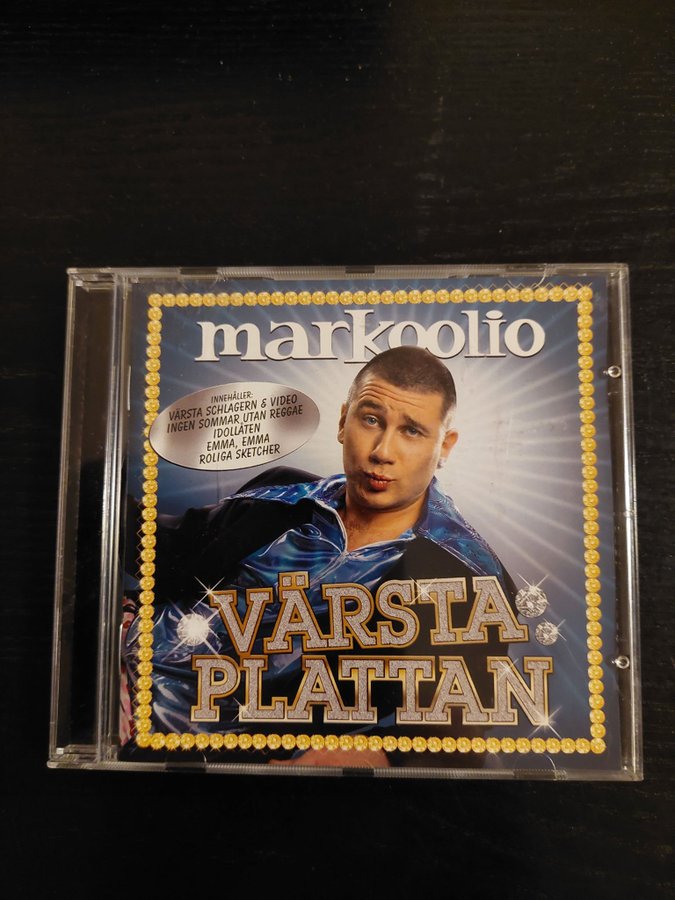 markoolio
INNEHÅLLER:
VÄRSTA SCHLAGERN & VIDEO
INGEN SOMMAR UTAN REGGAE
IDOLLÅTEN
EMMA, EMMA
ROLIGA SKETCHER
VÄRSTA
PLATTAN